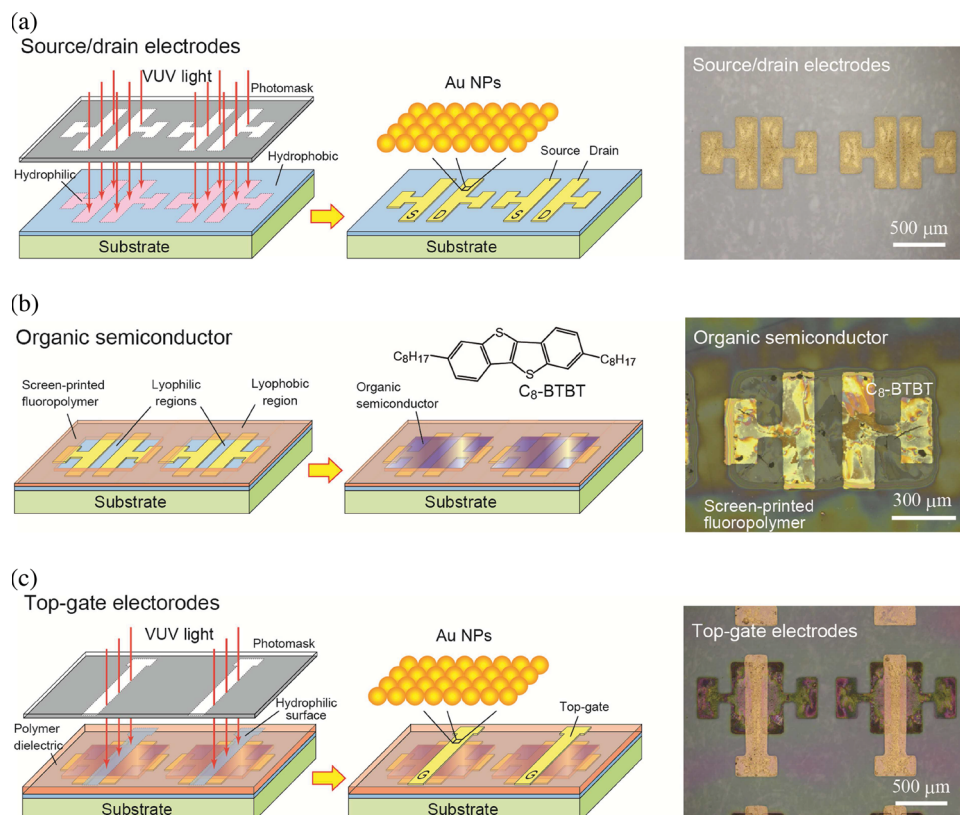 (a)
Source/drain electrodes
VUV light
Photomask
Hydrophilic
Hydrophobic
Substrate
Au NPs
Source
Drain
S
D
S
D
Substrate
Source/drain electrodes
500 μm
(b)
Organic semiconductor
Screen-printed
fluoropolymer
Lyophilic
regions
Lyophobic
region
Substrate
S
S
C8H17
C8H17
C8-BTBT
Organic
semiconductor
Substrate
Organic semiconductor
C8-BTBT
Screen-printed
fluoropolymer
300 μm
(c)
Top-gate electorodes
VUV light
Photomask
Polymer
dielectric
Hydrophilic
surface
Substrate
Au NPs
Top-gate
G
G
Substrate
Top-gate electrodes
500 μm